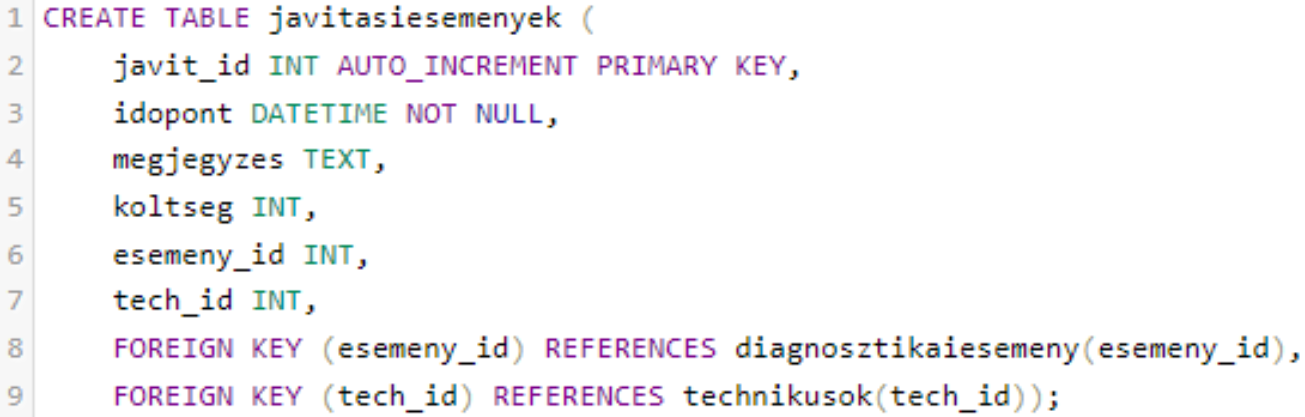 1 CREATE TABLE javitasiesemenyek (
2 javit_id INT AUTO_INCREMENT PRIMARY KEY,
3 idopont DATETIME NOT NULL,
4 megjegyzes TEXT,
5 koltseg INT,
6 esemeny_id INT,
7 tech_id INT,
8 FOREIGN KEY (esemeny_id) REFERENCES diagnosztikaiesemeny(esemeny_id),
9 FOREIGN KEY (tech_id) REFERENCES technikusok(tech_id));